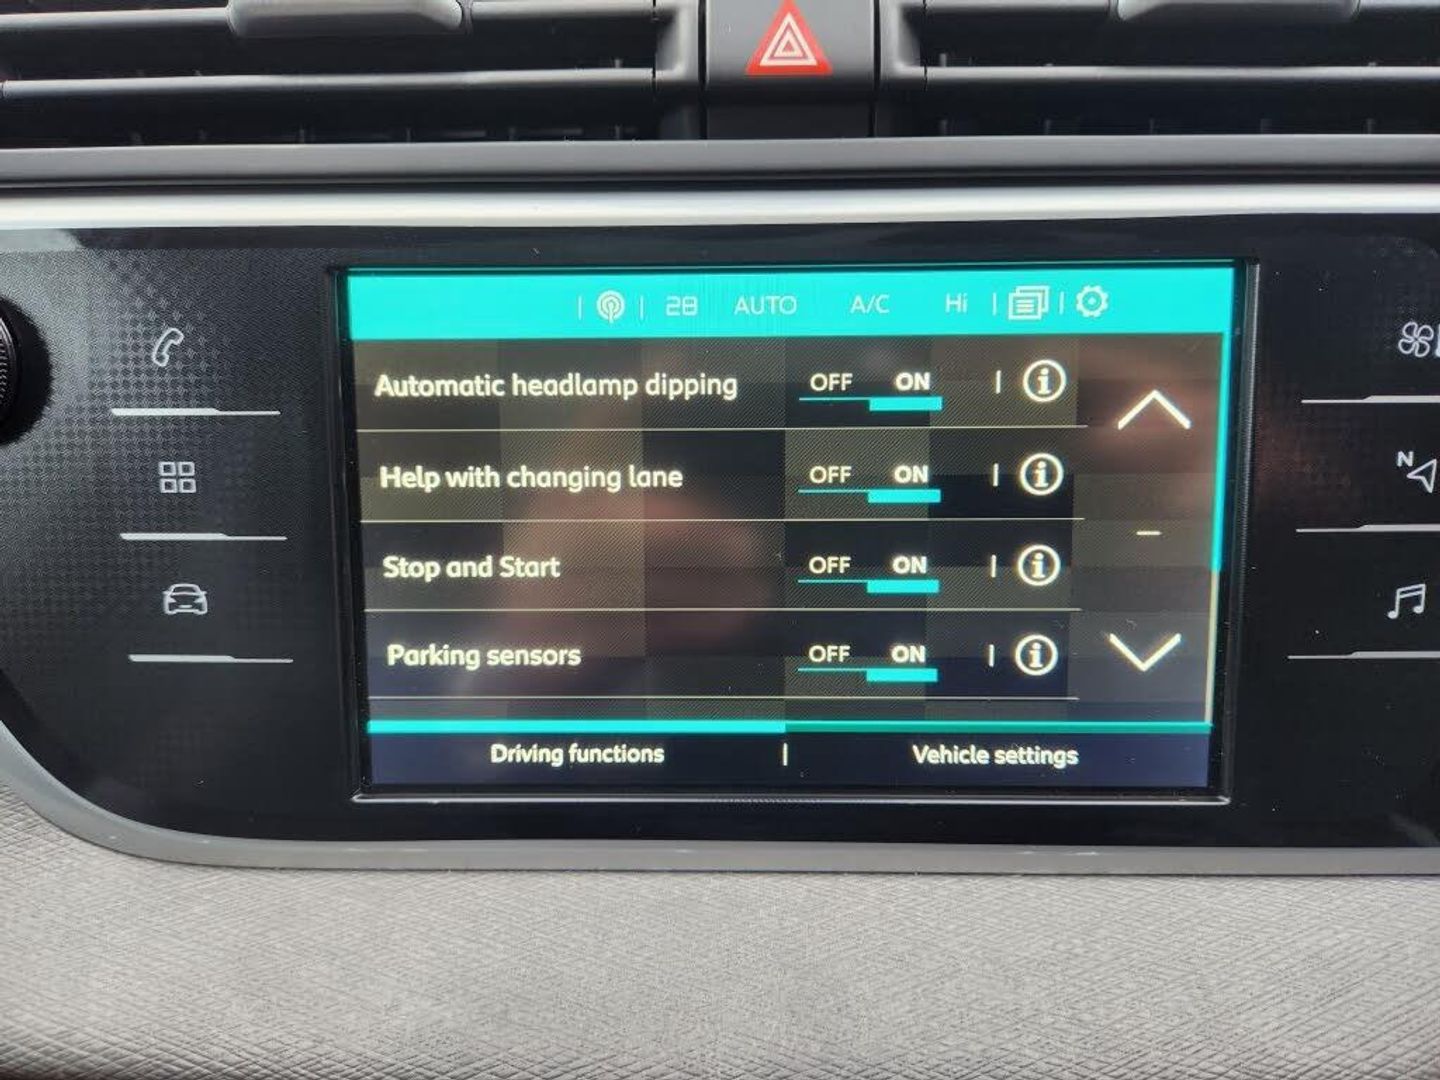 28 AUTO A/C Hi
Automatic headlamp dipping OFF ON
Help with changing lane OFF ON
Stop and Start OFF ON
Parking sensors OFF ON
Driving functions Vehicle settings
N